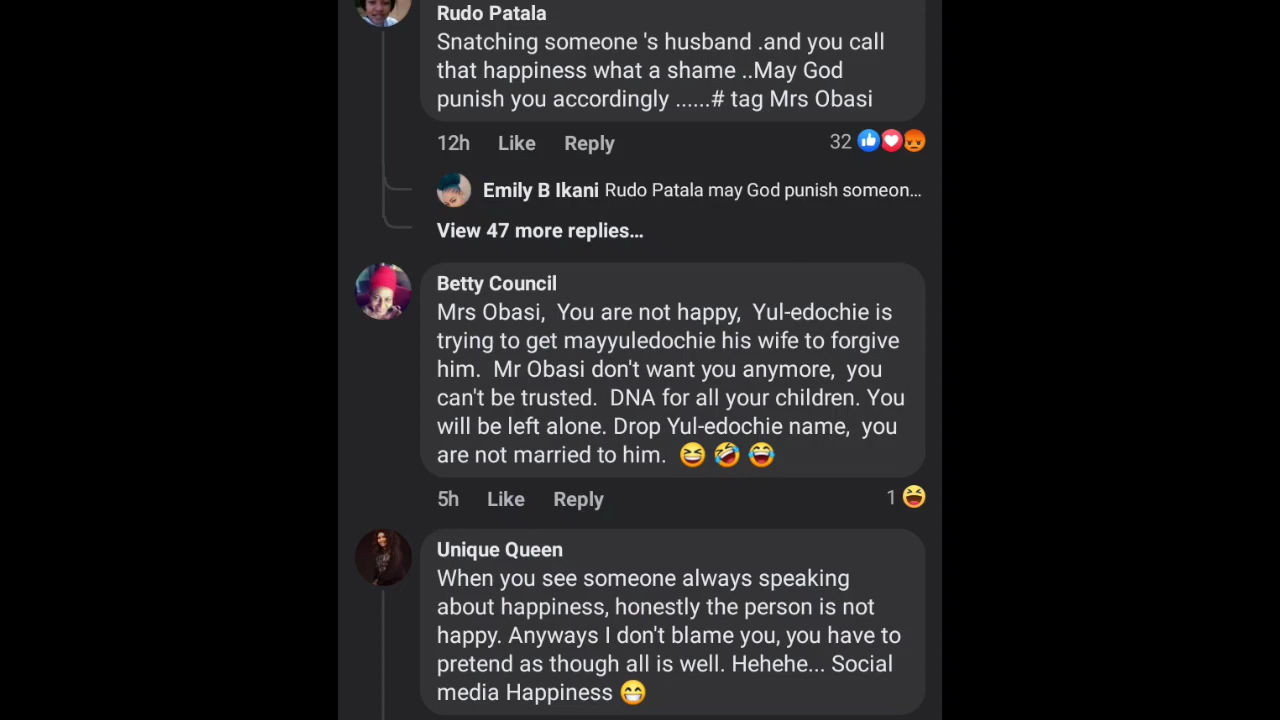 Rudo Patala
Snatching someone 's husband .and you call
that happiness what a shame ..May God
punish you accordingly ......# tag Mrs Obasi
12h Like Reply 32
Emily B Ikani Rudo Patala may God punish someon...
View 47 more replies...
Betty Council
Mrs Obasi, You are not happy, Yul-edochie is
trying to get mayyuledochie his wife to forgive
him. Mr Obasi don't want you anymore, you
can't be trusted. DNA for all your children. You
will be left alone. Drop Yul-edochie name, you
are not married to him. 😆 🤣 😂
5h Like Reply 1
Unique Queen
When you see someone always speaking
about happiness, honestly the person is not
happy. Anyways I don't blame you, you have to
pretend as though all is well. Hehehe... Social
media Happiness 😁